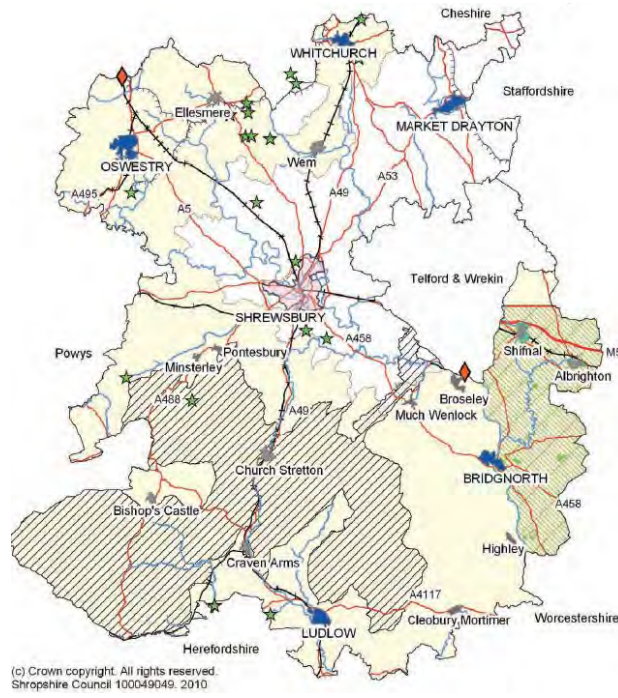 Cheshire
WHITCHURCH
Staffordshire
Ellesmere
MARKET DRAYTON
OSWESTRY
Wem
A495
A5
A49
A53
Telford & Wrekin
SHREWSBURY
Powys
A458
M5
Shifnal
Pontesbury
Minsterley
Albrighton
A488
A49
Broseley
Much Wenlock
Church Stretton
BRIDGNORTH
Bishop's Castle
A458
Highley
Craven Arms
A4117
Cleobury Mortimer
Worcestershire
LUDLOW
Herefordshire
(c) Crown copyright. All rights reserved.
Shropshire Council 100049049. 2010